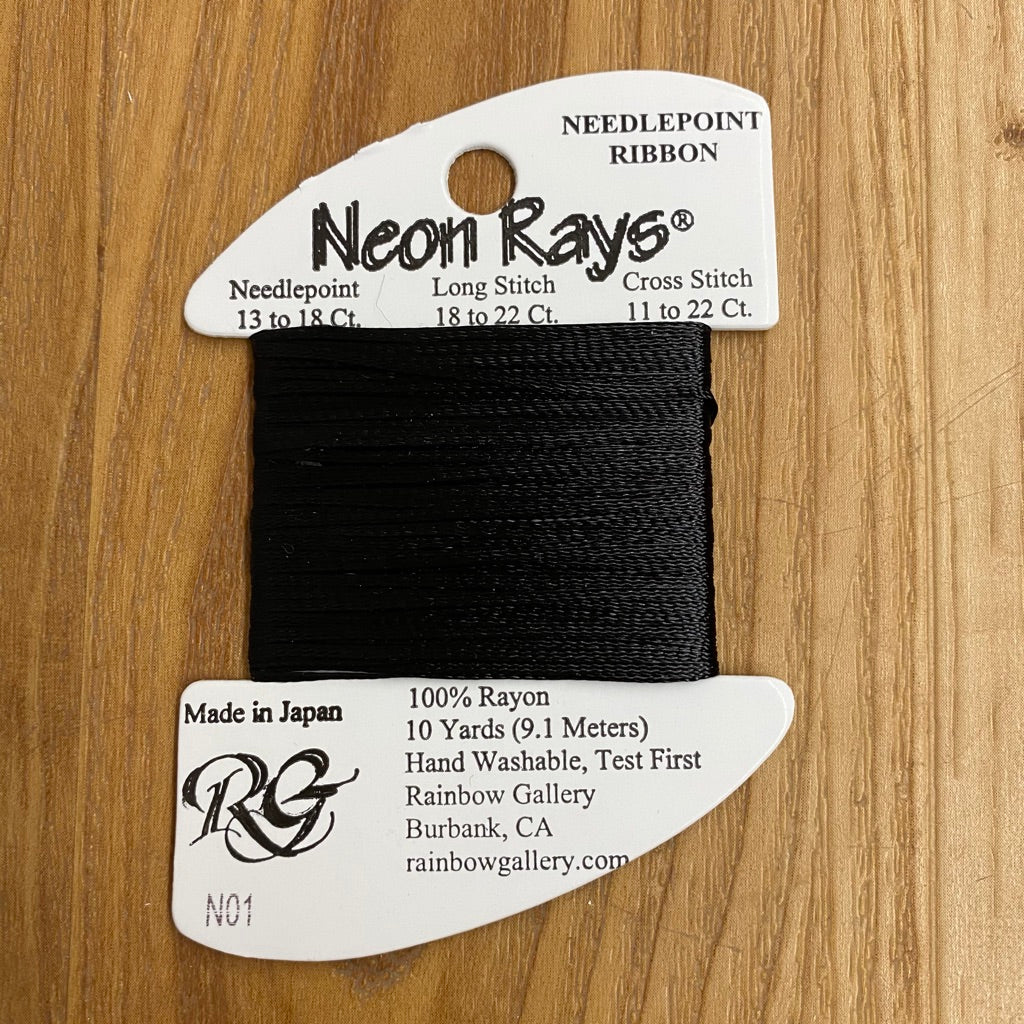 NEEDLEPOINT
RIBBON
Neon Rays®
Needlepoint
13 to 18 Ct.
Long Stitch
18 to 22 Ct.
Cross Stitch
11 to 22 Ct.
Made in Japan
RG
N01
100% Rayon
10 Yards (9.1 Meters)
Hand Washable, Test First
Rainbow Gallery
Burbank, CA
rainbowgallery.com